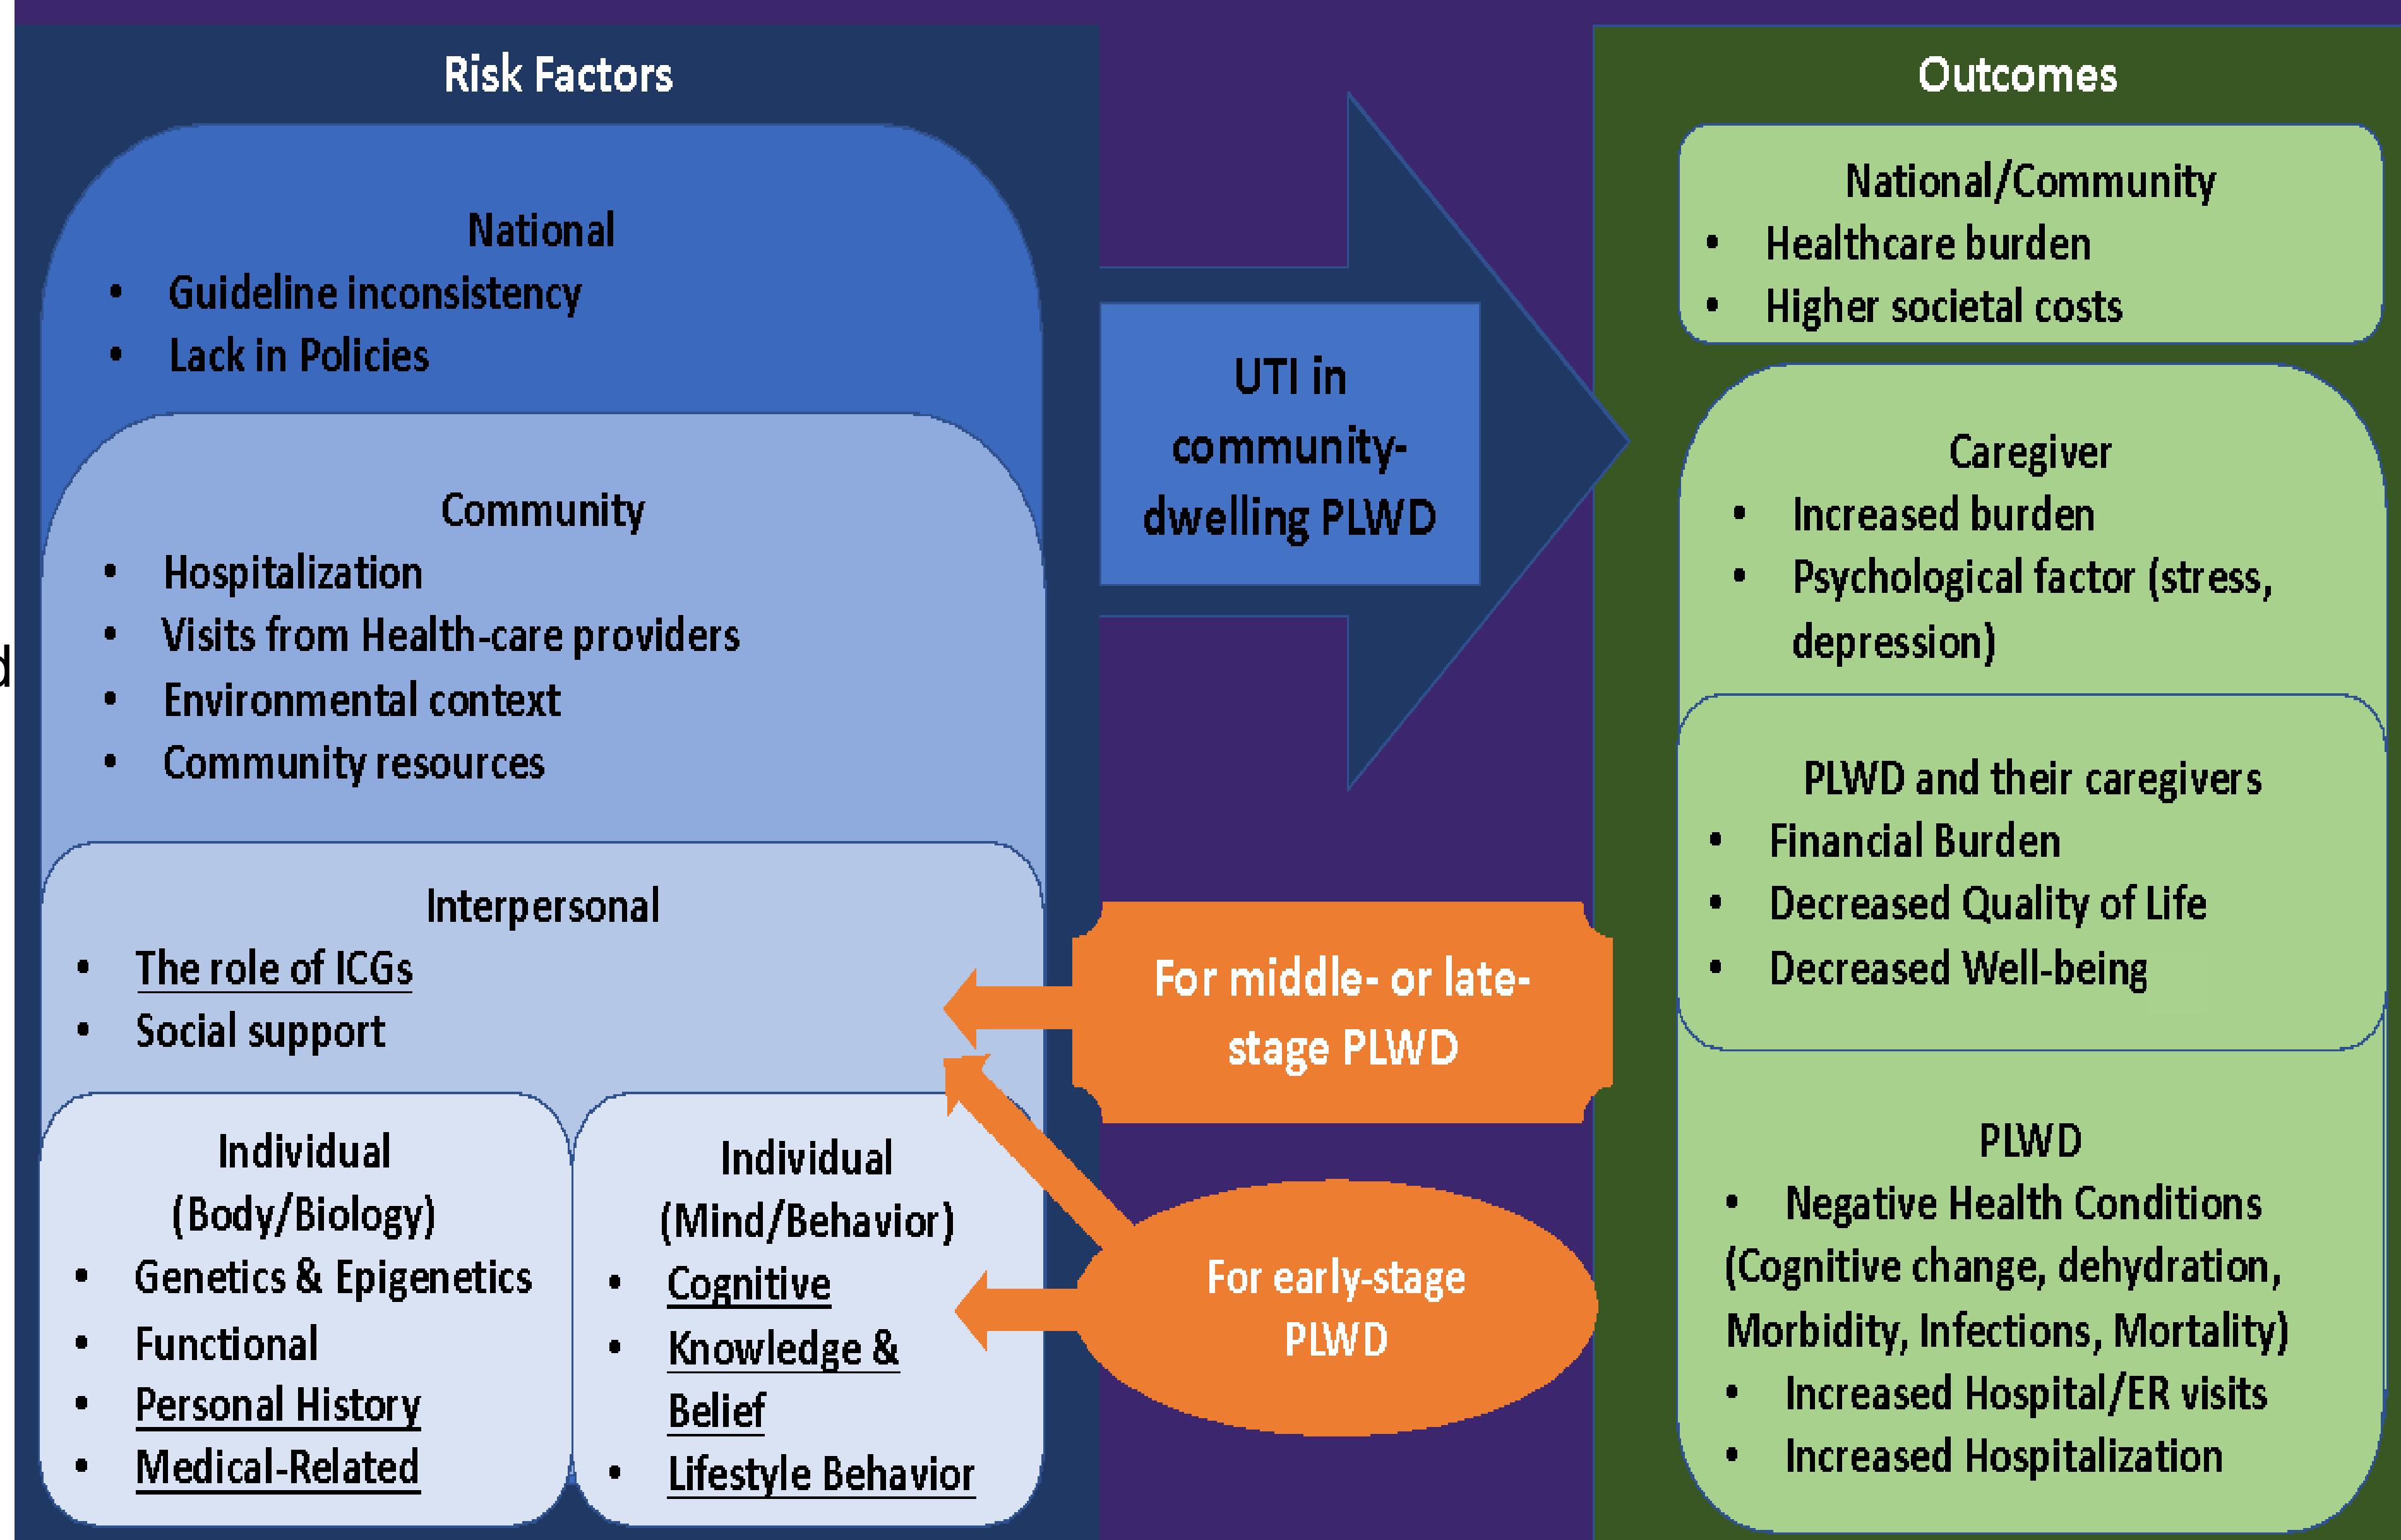 Risk Factors
National
• Guideline inconsistency
• Lack in Policies
Community
• Hospitalization
• Visits from Health-care providers
• Environmental context
• Community resources
Interpersonal
• The role of ICGs
• Social support
Individual
(Body/Biology)
• Genetics & Epigenetics
• Functional
• Personal History
• Medical-Related
Individual
(Mind/Behavior)
• Cognitive
• Knowledge &
Belief
• Lifestyle Behavior
d
UTI in
community-
dwelling PLWD
For middle- or late-
stage PLWD
For early-stage
PLWD
Outcomes
National/Community
• Healthcare burden
• Higher societal costs
Caregiver
• Increased burden
• Psychological factor (stress,
depression)
PLWD and their caregivers
• Financial Burden
• Decreased Quality of Life
• Decreased Well-being
PLWD
• Negative Health Conditions
(Cognitive change, dehydration,
Morbidity, Infections, Mortality)
• Increased Hospital/ER visits
• Increased Hospitalization